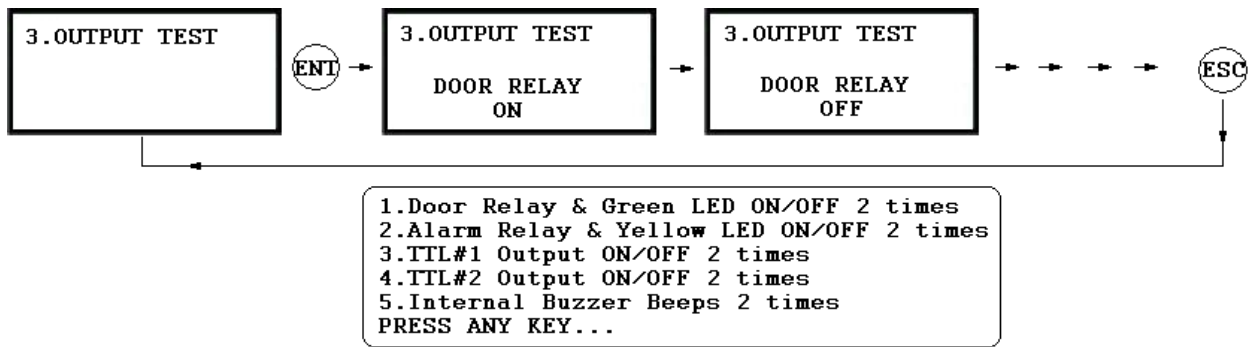 3.OUTPUT TEST
ENT
3.OUTPUT TEST
DOOR RELAY
ON
3.OUTPUT TEST
DOOR RELAY
OFF
ESC
1.Door Relay & Green LED ON/OFF 2 times
2.Alarm Relay & Yellow LED ON/OFF 2 times
3.TTL#1 Output ON/OFF 2 times
4.TTL#2 Output ON/OFF 2 times
5.Internal Buzzer Beeps 2 times
PRESS ANY KEY...